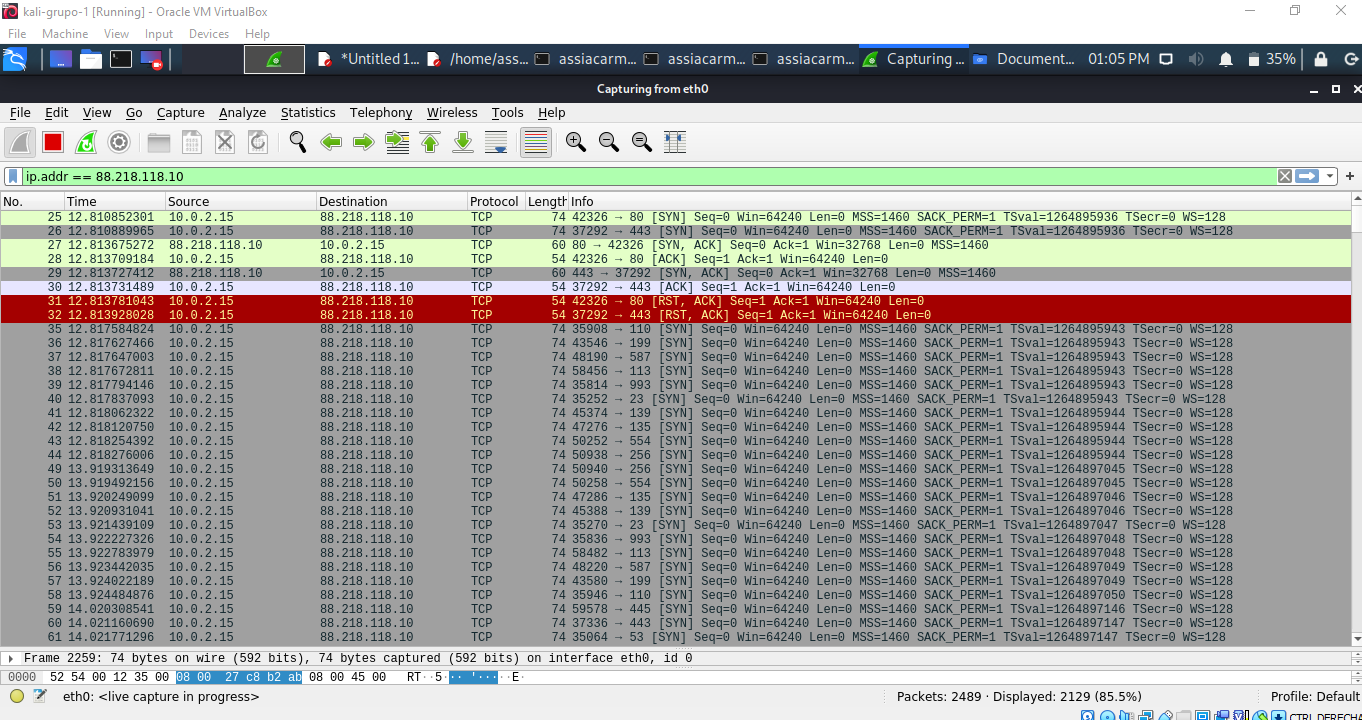 kali-grupo-1 [Running] - Oracle VM VirtualBox
File Machine View Input Devices Help
*Untitled 1... /home/ass... assiacarm... assiacarm... assiacarm... Capturing ... Document... 01:05 PM 35%
Capturing from eth0
File Edit View Go Capture Analyze Statistics Telephony Wireless Tools Help
ip.addr == 88.218.118.10
No. Time Source Destination Protocol Length Info
25 12.810852301 10.0.2.15 88.218.118.10 TCP 74 42326 → 80 [SYN] Seq=0 Win=64240 Len=0 MSS=1460 SACK_PERM=1 TSval=1264895936 TSecr=0 WS=128
26 12.810889965 10.0.2.15 88.218.118.10 TCP 74 37292 → 443 [SYN] Seq=0 Win=64240 Len=0 MSS=1460 SACK_PERM=1 TSval=1264895936 TSecr=0 WS=128
27 12.813675272 88.218.118.10 10.0.2.15 TCP 60 80 → 42326 [SYN, ACK] Seq=0 Ack=1 Win=32768 Len=0 MSS=1460
28 12.813709184 10.0.2.15 88.218.118.10 TCP 54 42326 → 80 [ACK] Seq=1 Ack=1 Win=64240 Len=0
29 12.813727412 88.218.118.10 10.0.2.15 TCP 60 443 → 37292 [SYN, ACK] Seq=0 Ack=1 Win=32768 Len=0 MSS=1460
30 12.813731489 10.0.2.15 88.218.118.10 TCP 54 37292 → 443 [ACK] Seq=1 Ack=1 Win=64240 Len=0
31 12.813781043 10.0.2.15 88.218.118.10 TCP 54 42326 → 80 [RST, ACK] Seq=1 Ack=1 Win=64240 Len=0
32 12.813928028 10.0.2.15 88.218.118.10 TCP 54 37292 → 443 [RST, ACK] Seq=1 Ack=1 Win=64240 Len=0
35 12.817584824 10.0.2.15 88.218.118.10 TCP 74 35908 → 110 [SYN] Seq=0 Win=64240 Len=0 MSS=1460 SACK_PERM=1 TSval=1264895943 TSecr=0 WS=128
36 12.817627466 10.0.2.15 88.218.118.10 TCP 74 43546 → 199 [SYN] Seq=0 Win=64240 Len=0 MSS=1460 SACK_PERM=1 TSval=1264895943 TSecr=0 WS=128
37 12.817647003 10.0.2.15 88.218.118.10 TCP 74 48190 → 587 [SYN] Seq=0 Win=64240 Len=0 MSS=1460 SACK_PERM=1 TSval=1264895943 TSecr=0 WS=128
38 12.817672811 10.0.2.15 88.218.118.10 TCP 74 58456 → 113 [SYN] Seq=0 Win=64240 Len=0 MSS=1460 SACK_PERM=1 TSval=1264895943 TSecr=0 WS=128
39 12.817794146 10.0.2.15 88.218.118.10 TCP 74 35814 → 993 [SYN] Seq=0 Win=64240 Len=0 MSS=1460 SACK_PERM=1 TSval=1264895943 TSecr=0 WS=128
40 12.817837093 10.0.2.15 88.218.118.10 TCP 74 35252 → 23 [SYN] Seq=0 Win=64240 Len=0 MSS=1460 SACK_PERM=1 TSval=1264895943 TSecr=0 WS=128
41 12.818062322 10.0.2.15 88.218.118.10 TCP 74 45374 → 139 [SYN] Seq=0 Win=64240 Len=0 MSS=1460 SACK_PERM=1 TSval=1264895944 TSecr=0 WS=128
42 12.818120750 10.0.2.15 88.218.118.10 TCP 74 47276 → 135 [SYN] Seq=0 Win=64240 Len=0 MSS=1460 SACK_PERM=1 TSval=1264895944 TSecr=0 WS=128
43 12.818254392 10.0.2.15 88.218.118.10 TCP 74 50252 → 554 [SYN] Seq=0 Win=64240 Len=0 MSS=1460 SACK_PERM=1 TSval=1264895944 TSecr=0 WS=128
44 12.818276006 10.0.2.15 88.218.118.10 TCP 74 50938 → 256 [SYN] Seq=0 Win=64240 Len=0 MSS=1460 SACK_PERM=1 TSval=1264895944 TSecr=0 WS=128
49 13.919313649 10.0.2.15 88.218.118.10 TCP 74 50940 → 256 [SYN] Seq=0 Win=64240 Len=0 MSS=1460 SACK_PERM=1 TSval=1264897045 TSecr=0 WS=128
50 13.919492156 10.0.2.15 88.218.118.10 TCP 74 50258 → 554 [SYN] Seq=0 Win=64240 Len=0 MSS=1460 SACK_PERM=1 TSval=1264897045 TSecr=0 WS=128
51 13.920249099 10.0.2.15 88.218.118.10 TCP 74 47286 → 135 [SYN] Seq=0 Win=64240 Len=0 MSS=1460 SACK_PERM=1 TSval=1264897046 TSecr=0 WS=128
52 13.920931041 10.0.2.15 88.218.118.10 TCP 74 45388 → 139 [SYN] Seq=0 Win=64240 Len=0 MSS=1460 SACK_PERM=1 TSval=1264897046 TSecr=0 WS=128
53 13.921439109 10.0.2.15 88.218.118.10 TCP 74 35270 → 23 [SYN] Seq=0 Win=64240 Len=0 MSS=1460 SACK_PERM=1 TSval=1264897047 TSecr=0 WS=128
54 13.922227326 10.0.2.15 88.218.118.10 TCP 74 35836 → 993 [SYN] Seq=0 Win=64240 Len=0 MSS=1460 SACK_PERM=1 TSval=1264897048 TSecr=0 WS=128
55 13.922783979 10.0.2.15 88.218.118.10 TCP 74 58482 → 113 [SYN] Seq=0 Win=64240 Len=0 MSS=1460 SACK_PERM=1 TSval=1264897048 TSecr=0 WS=128
56 13.923442035 10.0.2.15 88.218.118.10 TCP 74 48220 → 587 [SYN] Seq=0 Win=64240 Len=0 MSS=1460 SACK_PERM=1 TSval=1264897049 TSecr=0 WS=128
57 13.924022189 10.0.2.15 88.218.118.10 TCP 74 43580 → 199 [SYN] Seq=0 Win=64240 Len=0 MSS=1460 SACK_PERM=1 TSval=1264897049 TSecr=0 WS=128
58 13.924484876 10.0.2.15 88.218.118.10 TCP 74 35946 → 110 [SYN] Seq=0 Win=64240 Len=0 MSS=1460 SACK_PERM=1 TSval=1264897050 TSecr=0 WS=128
59 14.020308541 10.0.2.15 88.218.118.10 TCP 74 59578 → 445 [SYN] Seq=0 Win=64240 Len=0 MSS=1460 SACK_PERM=1 TSval=1264897146 TSecr=0 WS=128
60 14.021160690 10.0.2.15 88.218.118.10 TCP 74 37336 → 443 [SYN] Seq=0 Win=64240 Len=0 MSS=1460 SACK_PERM=1 TSval=1264897147 TSecr=0 WS=128
61 14.021771296 10.0.2.15 88.218.118.10 TCP 74 35064 → 53 [SYN] Seq=0 Win=64240 Len=0 MSS=1460 SACK_PERM=1 TSval=1264897147 TSecr=0 WS=128
Frame 2259: 74 bytes on wire (592 bits), 74 bytes captured (592 bits) on interface eth0, id 0
0000 52 54 00 12 35 00 08 00 27 c8 b2 ab 08 00 45 00 RT··5··· '·····E·
eth0: <live capture in progress> Packets: 2489 · Displayed: 2129 (85.5%) Profile: Default
CTRL DERECHA